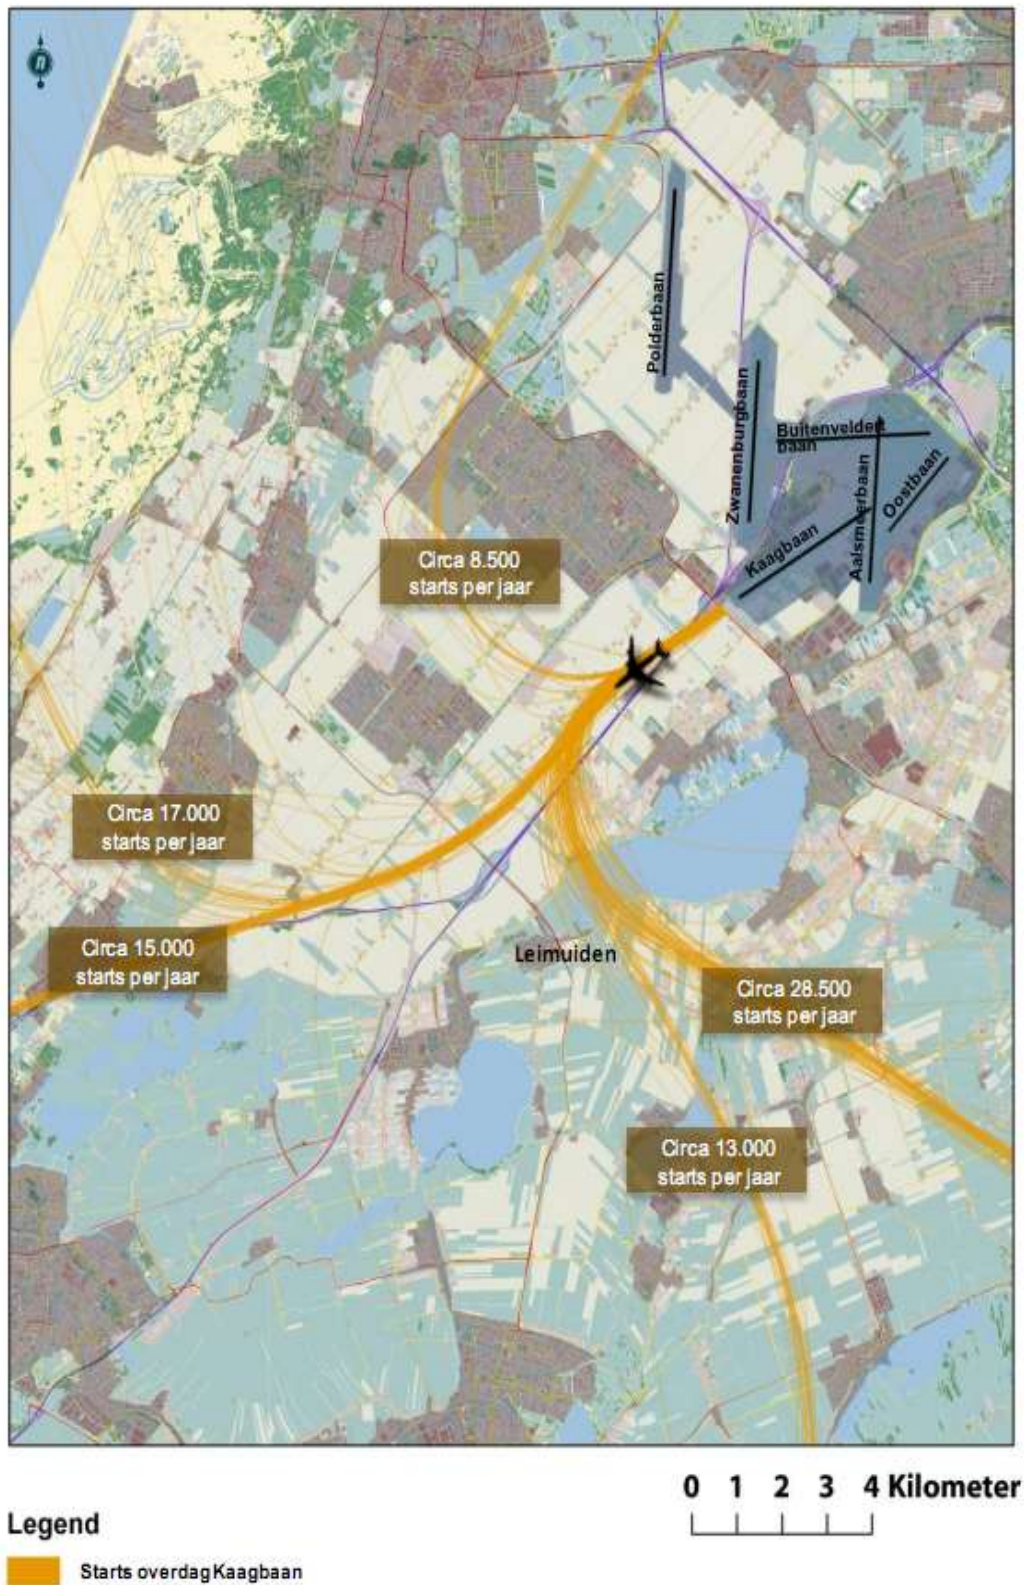 n
Polderbaan
Zwanenburgbaan
Buitenveldert
baan
Aalsmeerbaan
Oostbaan
Kaagbaan
Circa 8.500
starts per jaar
Circa 17.000
starts per jaar
Circa 15.000
starts per jaar
Leimuiden
Circa 28.500
starts per jaar
Circa 13.000
starts per jaar
0 1 2 3 4 Kilometer
Legend
Starts overdag Kaagbaan